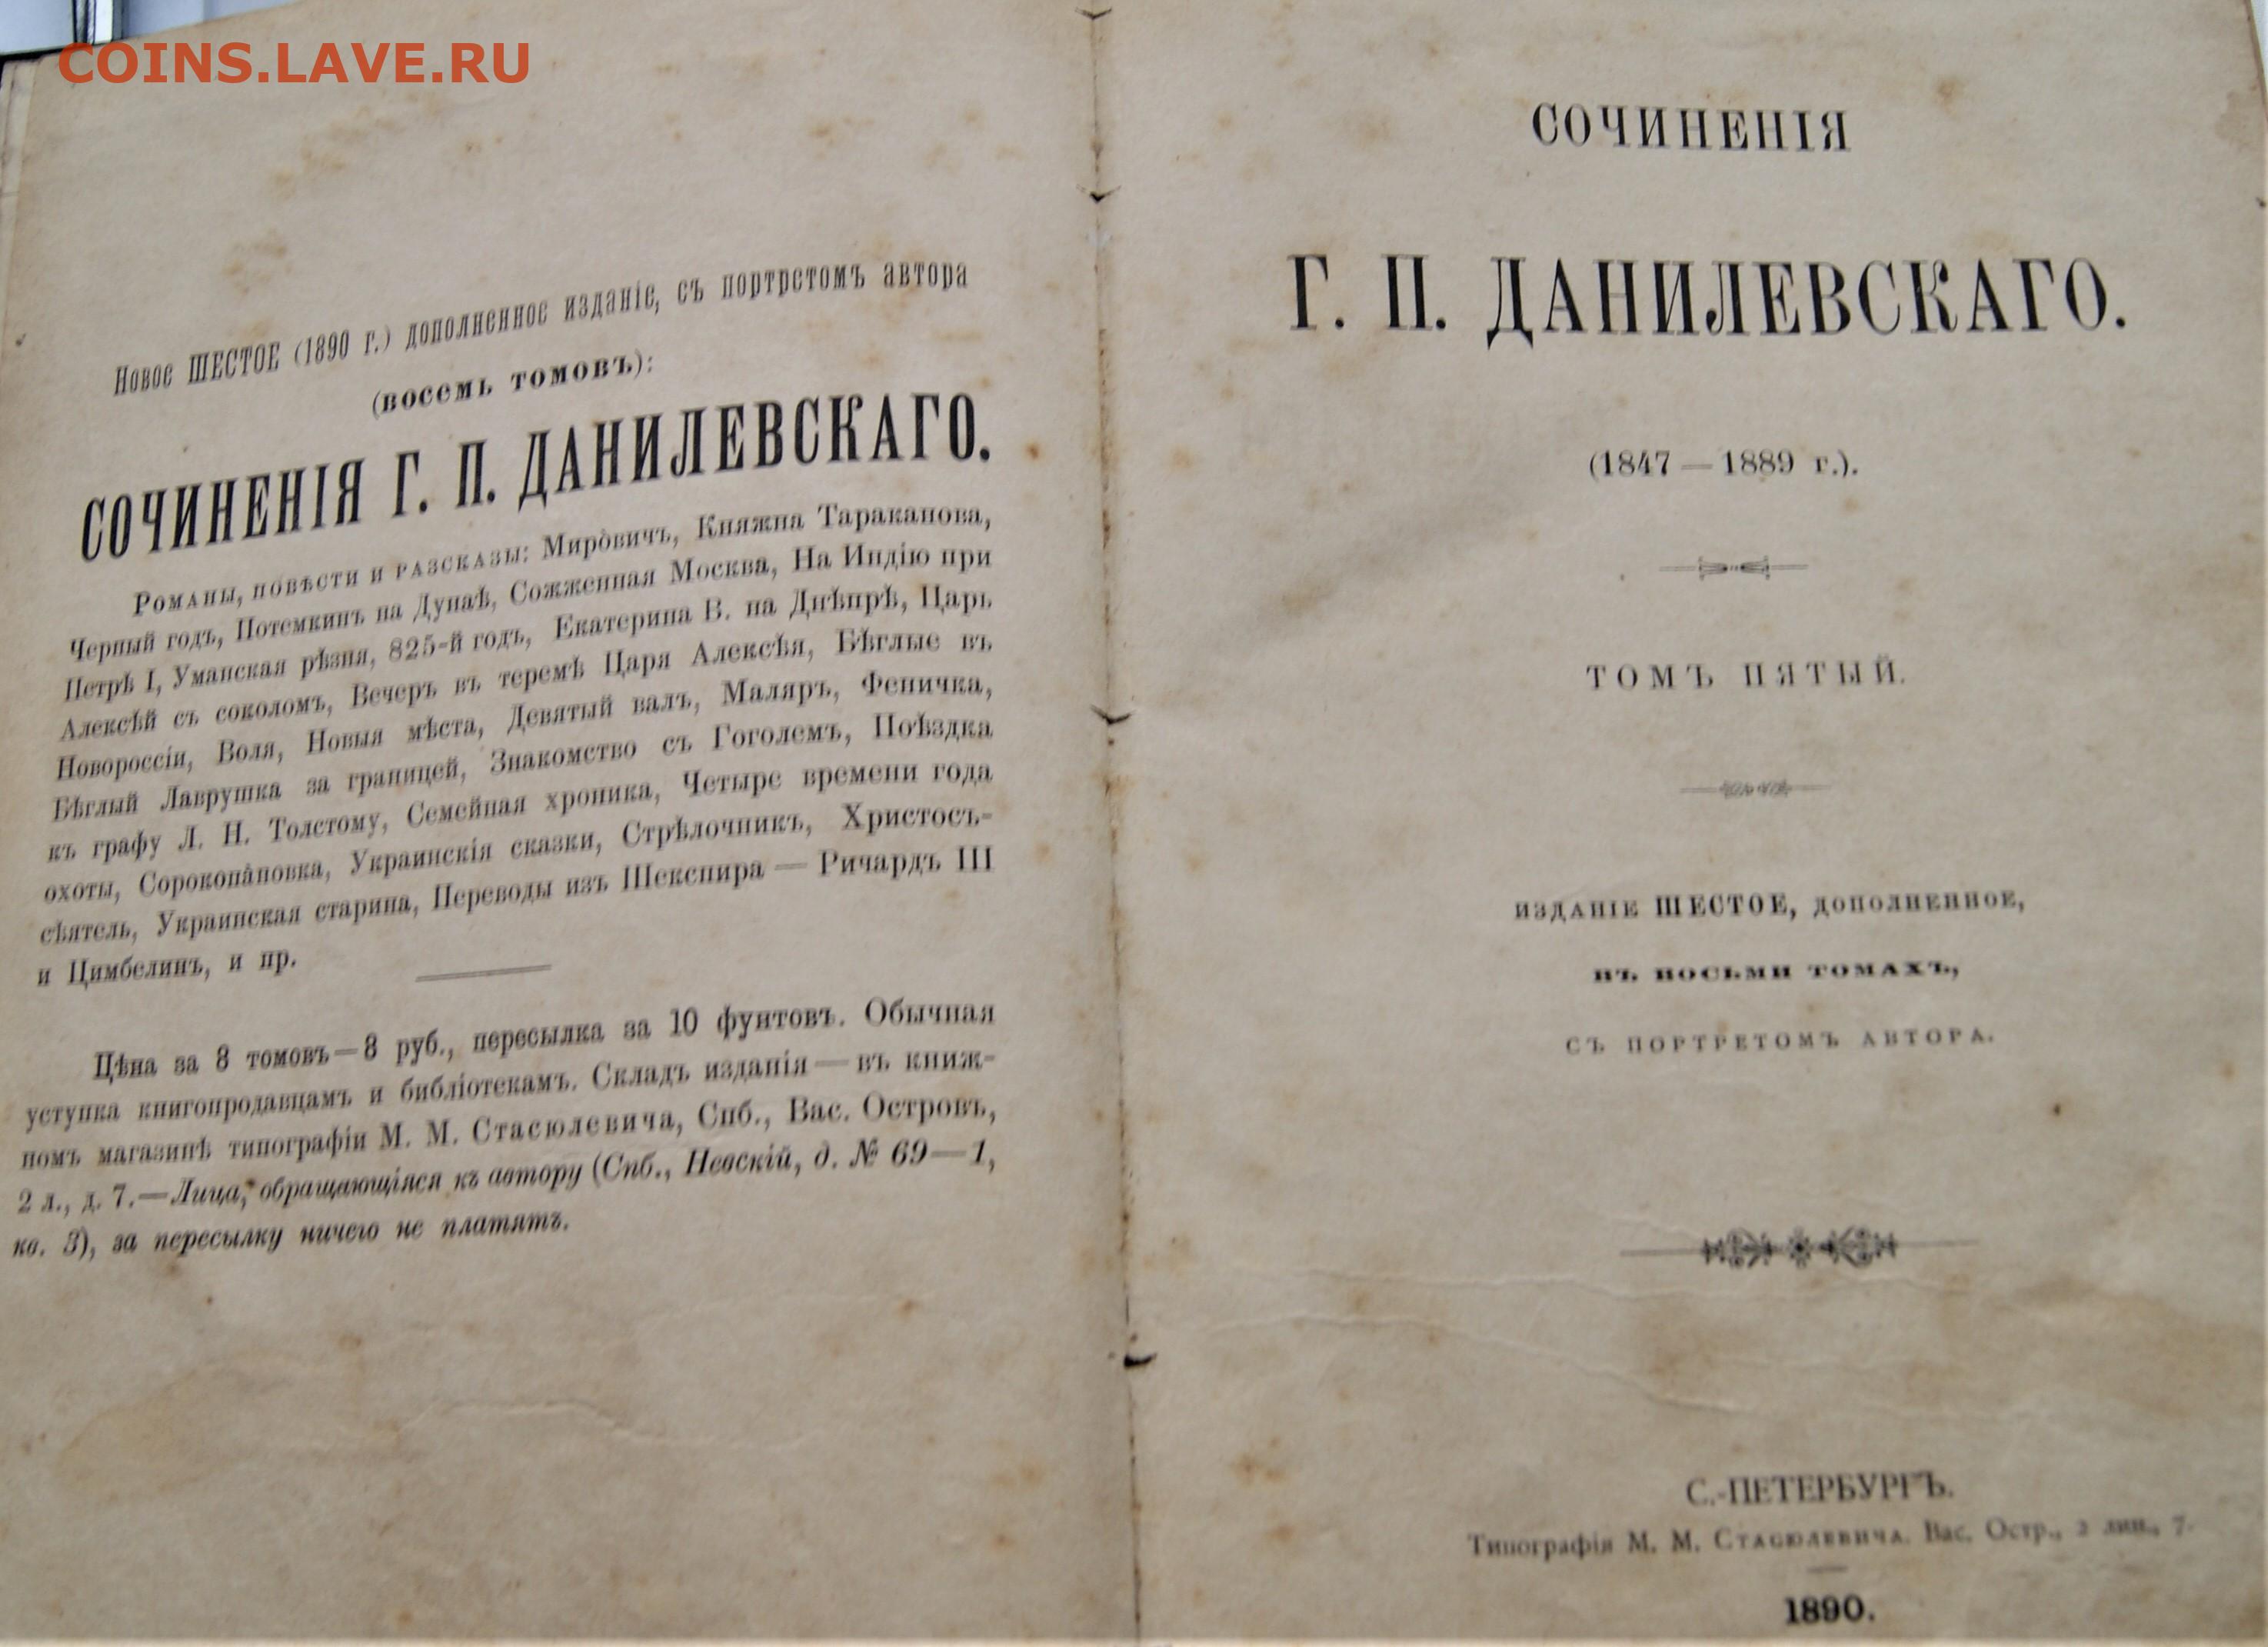 COINS.LAVE.RU
Новое ШЕСТОЕ (1890 г.) дополненное изданіе, съ портретомъ автора
(восемь томовъ):
СОЧИНЕНІЯ Г. П. ДАНИЛЕВСКАГО.
Романы, повѣсти и разсказы: Миро̀вичъ, Княжна Тараканова,
Черный годъ, Потемкинъ на Дунаѣ, Сожженная Москва, На Индію при
Петрѣ I, Уманская рѣзня, 825-й годъ, Екатерина В. на Днѣпрѣ, Царь
Алексѣй съ соколомъ, Вечеръ въ теремѣ Царя Алексѣя, Бѣглые въ
Новороссіи, Воля, Новыя мѣста, Девятый валъ, Маляръ, Феничка,
Бѣглый Лаврушка за границей, Знакомство съ Гоголемъ, Поѣздка
къ графу Л. Н. Толстому, Семейная хроника, Четыре времени года
охоты, Сорокопа̀новка, Украинскія сказки, Стрѣлочникъ, Христосъ-
сѣятель, Украинская старина, Переводы изъ Шекспира — Ричардъ III
и Цимбелинъ, и пр.
Цѣна за 8 томовъ—8 руб., пересылка за 10 фунтовъ. Обычная
уступка книгопродавцамъ и библіотекамъ. Складъ изданія — въ книж-
номъ магазинѣ типографіи М. М. Стасюлевича, Спб., Вас. Островъ,
2 л., д. 7.—Лица, обращающіяся къ автору (Спб., Невскій, д. № 69—1,
кв. 3), за пересылку ничего не платятъ.
СОЧИНЕНІЯ
Г. П. ДАНИЛЕВСКАГО.
(1847 — 1889 г.).
ТОМЪ ПЯТЫЙ.
ИЗДАНІЕ ШЕСТОЕ, ДОПОЛНЕННОЕ,
ВЪ ВОСЬМИ ТОМАХЪ,
СЪ ПОРТРЕТОМЪ АВТОРА.
С.-ПЕТЕРБУРГЪ.
Типографія М. М. Стасюлевича. Вас. Остр., 2 лин., 7.
1890.